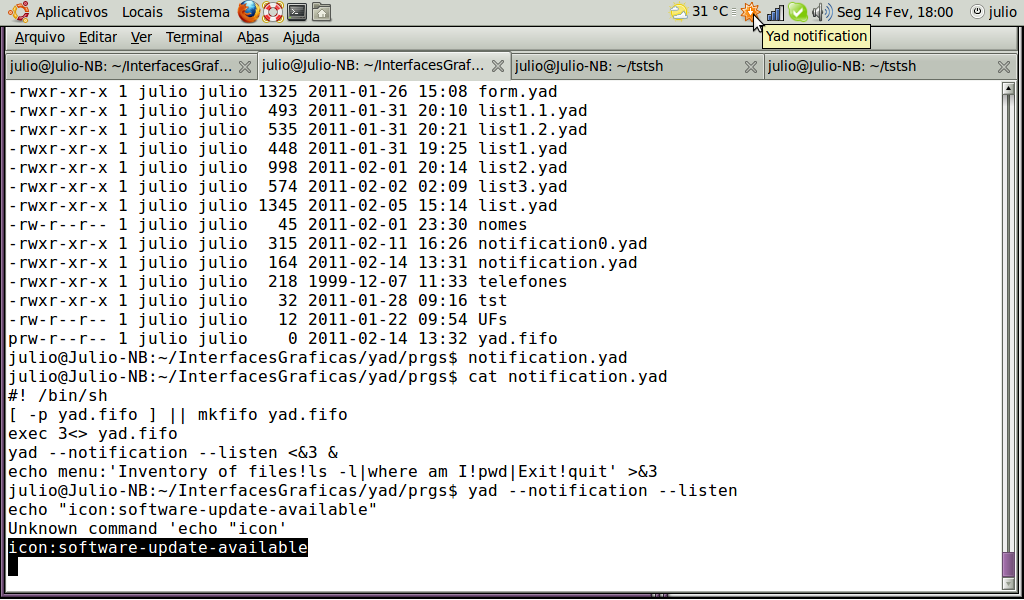 Aplicativos Locais Sistema 31 °C Seg 14 Fev, 18:00 julio
Arquivo Editar Ver Terminal Abas Ajuda
Yad notification
julio@Julio-NB: ~/InterfacesGraf... julio@Julio-NB: ~/InterfacesGraf... julio@Julio-NB: ~/tstsh julio@Julio-NB: ~/tstsh
-rwxr-xr-x 1 julio julio 1325 2011-01-26 15:08 form.yad
-rwxr-xr-x 1 julio julio  493 2011-01-31 20:10 list1.1.yad
-rwxr-xr-x 1 julio julio  535 2011-01-31 20:21 list1.2.yad
-rwxr-xr-x 1 julio julio  448 2011-01-31 19:25 list1.yad
-rwxr-xr-x 1 julio julio  998 2011-02-01 20:14 list2.yad
-rwxr-xr-x 1 julio julio  574 2011-02-02 02:09 list3.yad
-rwxr-xr-x 1 julio julio 1345 2011-02-05 15:14 list.yad
-rw-r--r-- 1 julio julio   45 2011-02-01 23:30 nomes
-rwxr-xr-x 1 julio julio  315 2011-02-11 16:26 notification0.yad
-rwxr-xr-x 1 julio julio  164 2011-02-14 13:31 notification.yad
-rwxr-xr-x 1 julio julio  218 1999-12-07 11:33 telefones
-rwxr-xr-x 1 julio julio   32 2011-01-28 09:16 tst
-rw-r--r-- 1 julio julio   12 2011-01-22 09:54 UFs
prw-r--r-- 1 julio julio    0 2011-02-14 13:32 yad.fifo
julio@Julio-NB:~/InterfacesGraficas/yad/prgs$ notification.yad
julio@Julio-NB:~/InterfacesGraficas/yad/prgs$ cat notification.yad
#! /bin/sh
[ -p yad.fifo ] || mkfifo yad.fifo
exec 3<> yad.fifo
yad --notification --listen <&3 &
echo menu:'Inventory of files!ls -l|where am I!pwd|Exit!quit' >&3
julio@Julio-NB:~/InterfacesGraficas/yad/prgs$ yad --notification --listen
echo "icon:software-update-available"
Unknown command 'echo "icon'
icon:software-update-available